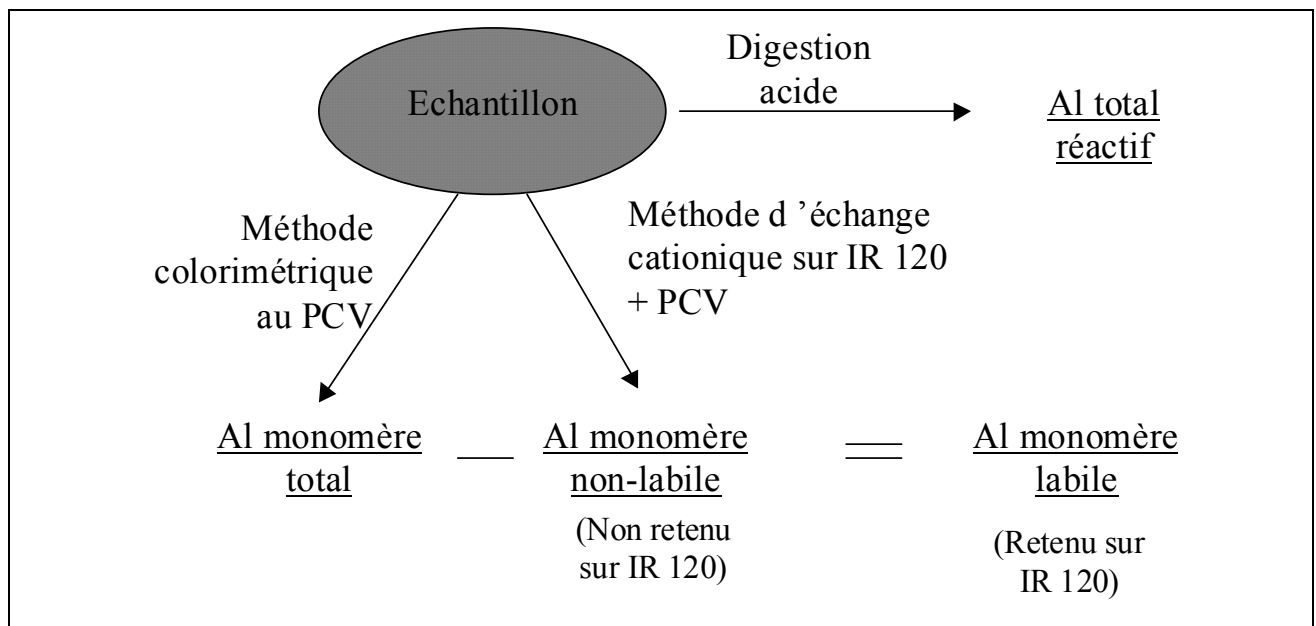 Echantillon
Digestion
acide
Al total
réactif
Méthode
colorimétrique
au PCV
Méthode d ’échange
cationique sur IR 120
+ PCV
Al monomère
total
—
Al monomère
non-labile
(Non retenu
sur IR 120)
=
Al monomère
labile
(Retenu sur
IR 120)